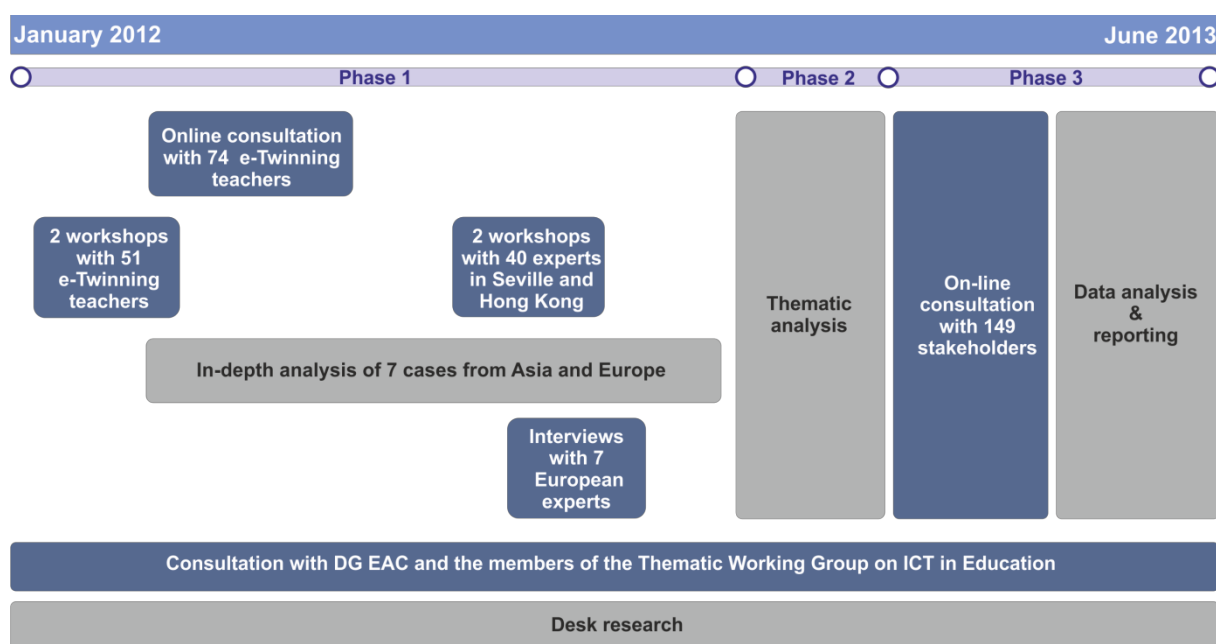 January 2012
June 2013
Phase 1
Phase 2
Phase 3
Online consultation
with 74 e-Twinning
teachers
2 workshops
with 51
e-Twinning
teachers
2 workshops
with 40 experts
in Seville and
Hong Kong
In-depth analysis of 7 cases from Asia and Europe
Interviews
with 7
European
experts
Thematic
analysis
On-line
consultation
with 149
stakeholders
Data analysis
&
reporting
Consultation with DG EAC and the members of the Thematic Working Group on ICT in Education
Desk research